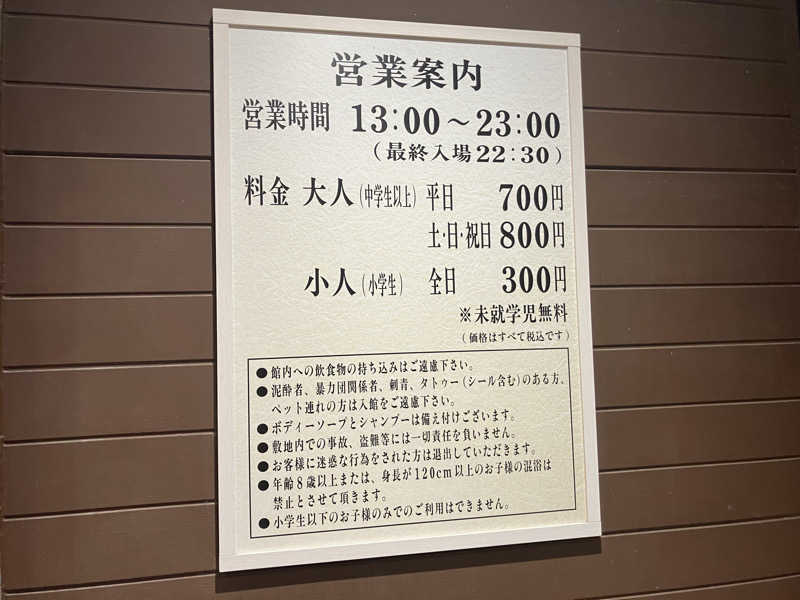 営業案内
営業時間 13:00～23:00
(最終入場22:30)
料金 大人(中学生以上) 平日 700円
土・日・祝日 800円
小人(小学生) 全日 300円
※未就学児無料
(価格はすべて税込です)
●館内への飲食物の持ち込みはご遠慮下さい。
●泥酔者、暴力団関係者、刺青、タトゥー(シール含む)のある方、
ペット連れの方は入館をご遠慮下さい。
●ボディーソープとシャンプーは備え付けございます。
●敷地内での事故、盗難等には一切責任を負いません。
●お客様に迷惑な行為をされた方は退出していただきます。
●年齢8歳以上または、身長が120cm以上のお子様の混浴は
禁止とさせて頂きます。
●小学生以下のお子様のみでのご利用はできません。